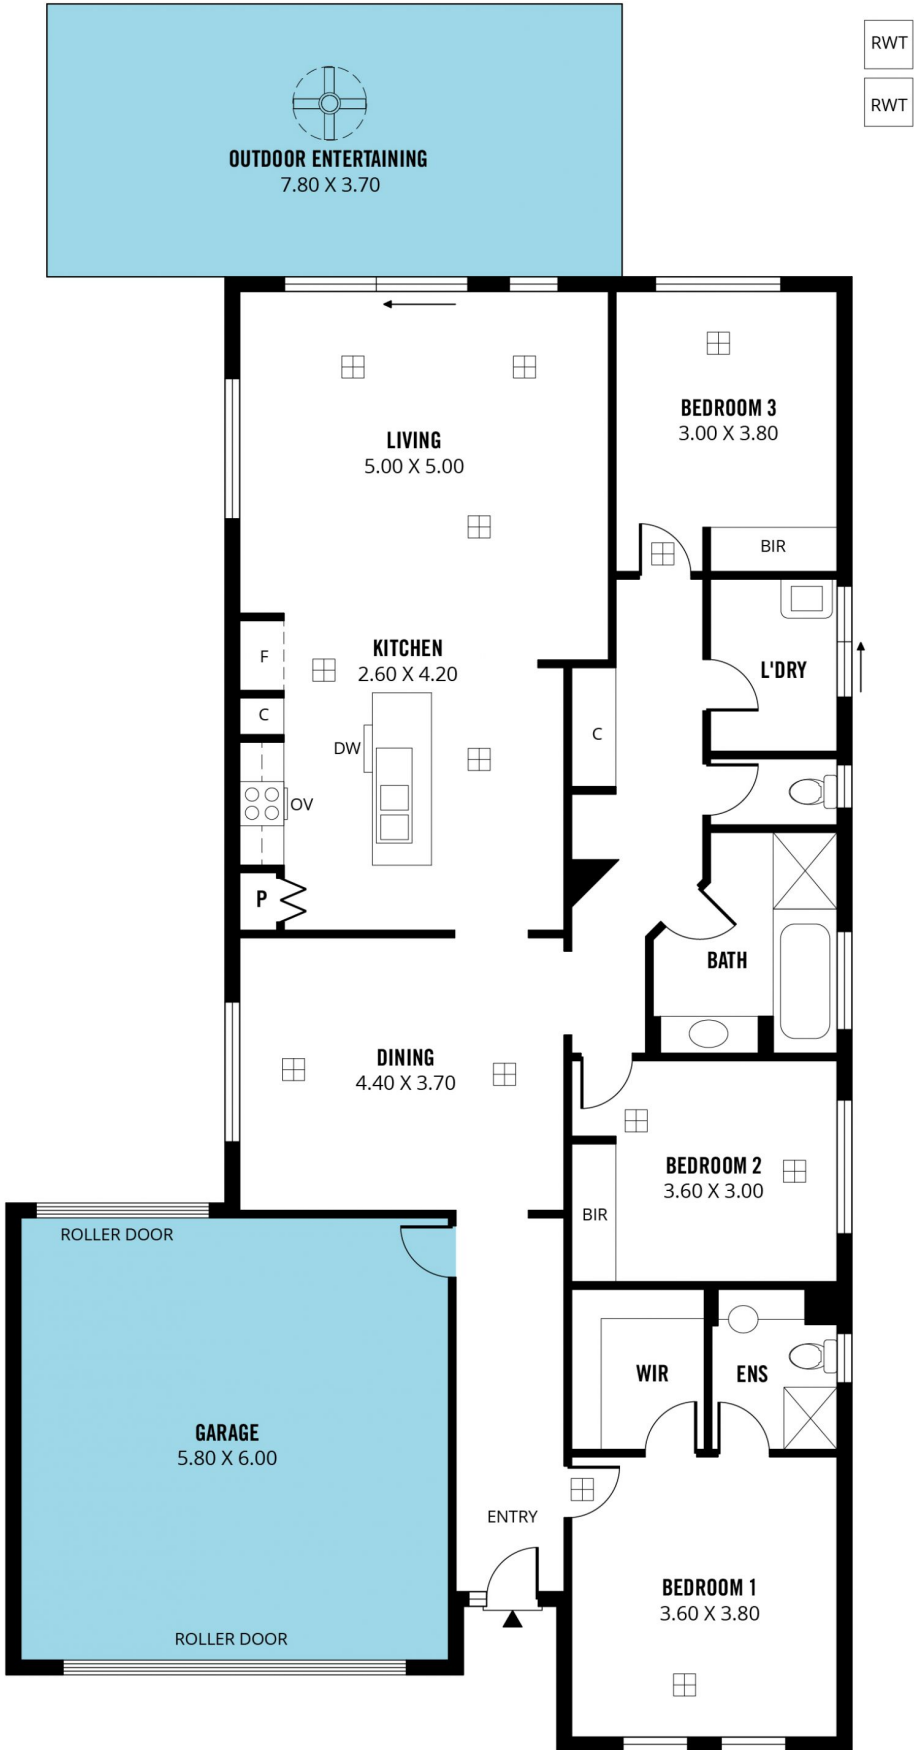 RWT
RWT
OUTDOOR ENTERTAINING
7.80 X 3.70
BEDROOM 3
3.00 X 3.80
LIVING
5.00 X 5.00
BIR
KITCHEN
2.60 X 4.20
F
L'DRY
C
C
DW
OV
P
BATH
DINING
4.40 X 3.70
BEDROOM 2
3.60 X 3.00
BIR
ROLLER DOOR
WIR
ENS
GARAGE
5.80 X 6.00
ENTRY
BEDROOM 1
3.60 X 3.80
ROLLER DOOR